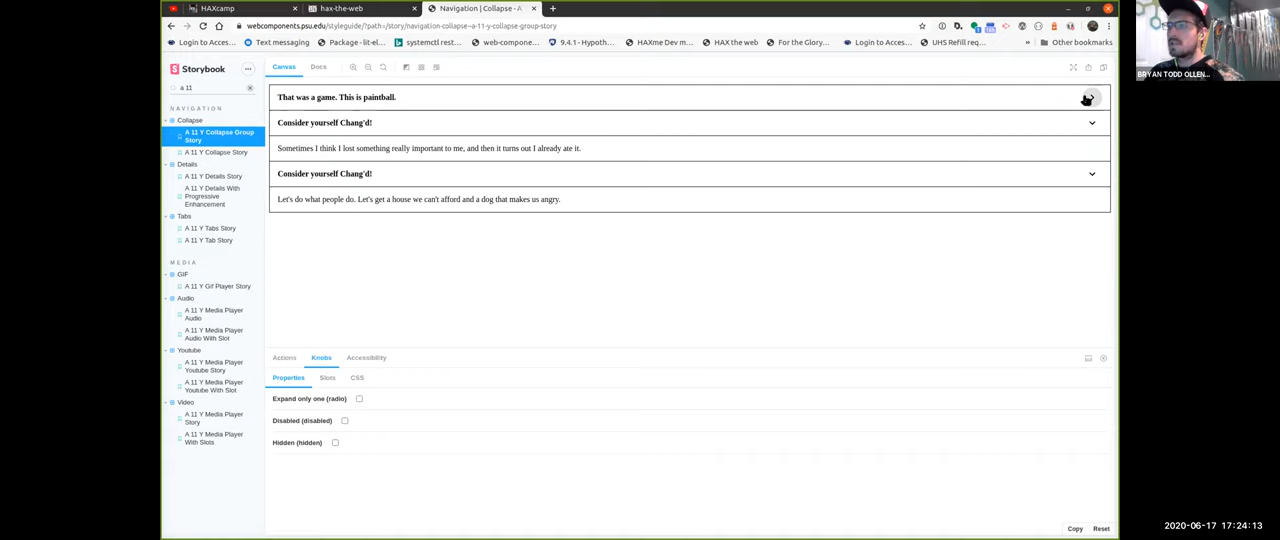 HAXcamp
hax-the-web
Navigation | Collapse - A
webcomponents.psu.edu/styleguide/?path=/story/navigation-collapse--a-11-y-collapse-group-story
Login to Acces...
Text messaging
Package - lit-el...
systemctl rest...
web-compone...
9.4.1 - Hypoth...
HAXme Dev m...
HAX the web
For the Glory...
Login to Acces...
UHS Refill req...
»
Other bookmarks
BRYAN TODD OLLEN...
Storybook
Canvas
Docs
a 11
NAVIGATION
Collapse
A 11 Y Collapse Group
Story
A 11 Y Collapse Story
Details
A 11 Y Details Story
A 11 Y Details With
Progressive
Enhancement
Tabs
A 11 Y Tabs Story
A 11 Y Tab Story
MEDIA
GIF
A 11 Y Gif Player Story
Audio
A 11 Y Media Player
Audio
A 11 Y Media Player
Audio With Slot
Youtube
A 11 Y Media Player
Youtube Story
A 11 Y Media Player
Youtube With Slot
Video
A 11 Y Media Player
Story
A 11 Y Media Player
With Slots
That was a game. This is paintball.
Consider yourself Chang'd!
Sometimes I think I lost something really important to me, and then it turns out I already ate it.
Consider yourself Chang'd!
Let's do what people do. Let's get a house we can't afford and a dog that makes us angry.
Actions
Knobs
Accessibility
Properties
Slots
CSS
Expand only one (radio)
Disabled (disabled)
Hidden (hidden)
Copy
Reset
2020-06-17 17:24:13